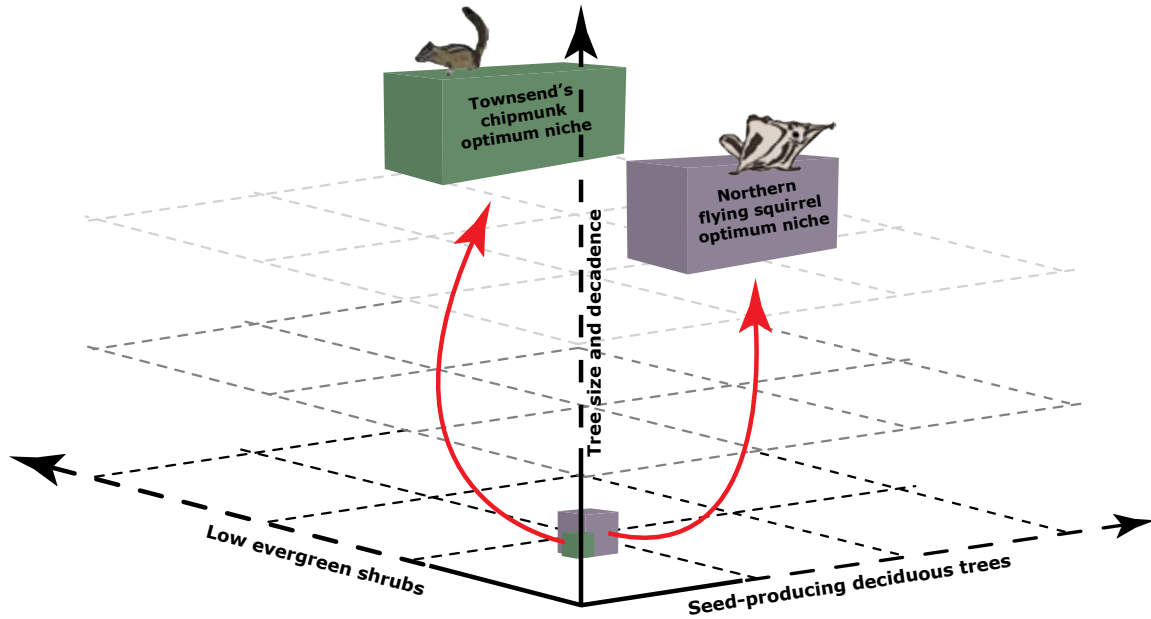 Townsend's
chipmunk
optimum niche
Northern
flying squirrel
optimum niche
Tree size and decadence
Low evergreen shrubs
Seed-producing deciduous trees